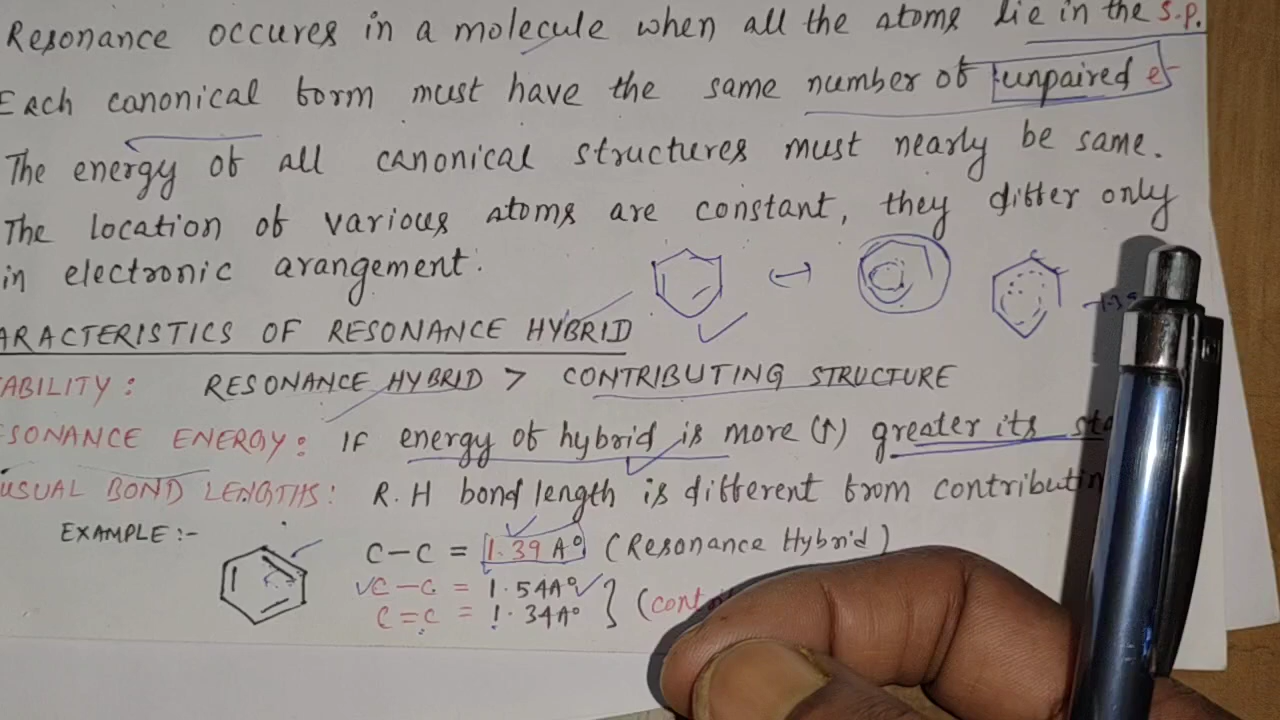 Resonance occures in a molecule when all the atoms lie in the s.p.
Each canonical form must have the same number of unpaired e-
The energy of all canonical structures must nearly be same.
The location of various atoms are constant, they differ only
in electronic arangement.
ARACTERISTICS OF RESONANCE HYBRID
ABILITY: RESONANCE HYBRID > CONTRIBUTING STRUCTURE
SONANCE ENERGY: IF energy of hybrid is more (↑) greater its sta
USUAL BOND LENGTHS: R.H bond length is different from contributin
EXAMPLE:-
C-C = 1.39 A° (Resonance Hybrid)
C-C = 1.54A°
C=C = 1.34A° } (cont